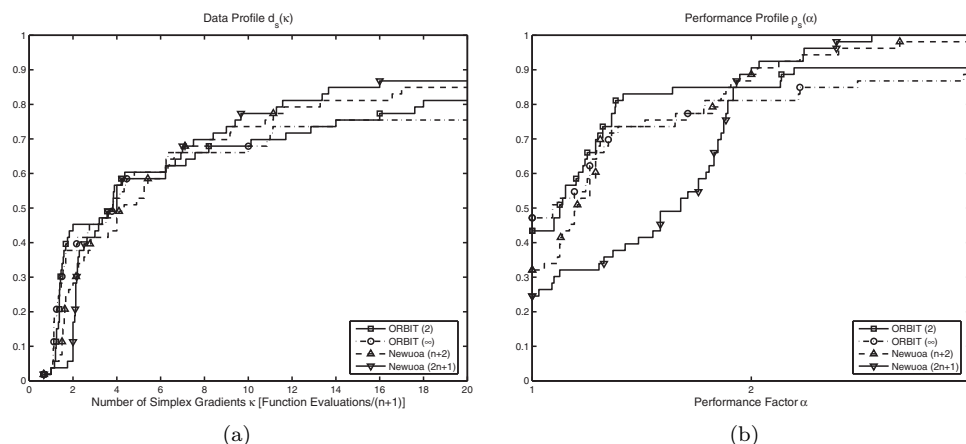 Data Profile d_s(κ)
1
0.9
0.8
0.7
0.6
0.5
0.4
0.3
0.2
0.1
0
0 2 4 6 8 10 12 14 16 18 20
Number of Simplex Gradients κ [Function Evaluations/(n+1)]
ORBIT (2)
ORBIT (∞)
Newuoa (n+2)
Newuoa (2n+1)
(a)
Performance Profile ρ_s(α)
1
0.9
0.8
0.7
0.6
0.5
0.4
0.3
0.2
0.1
0
1 2
Performance Factor α
ORBIT (2)
ORBIT (∞)
Newuoa (n+2)
Newuoa (2n+1)
(b)